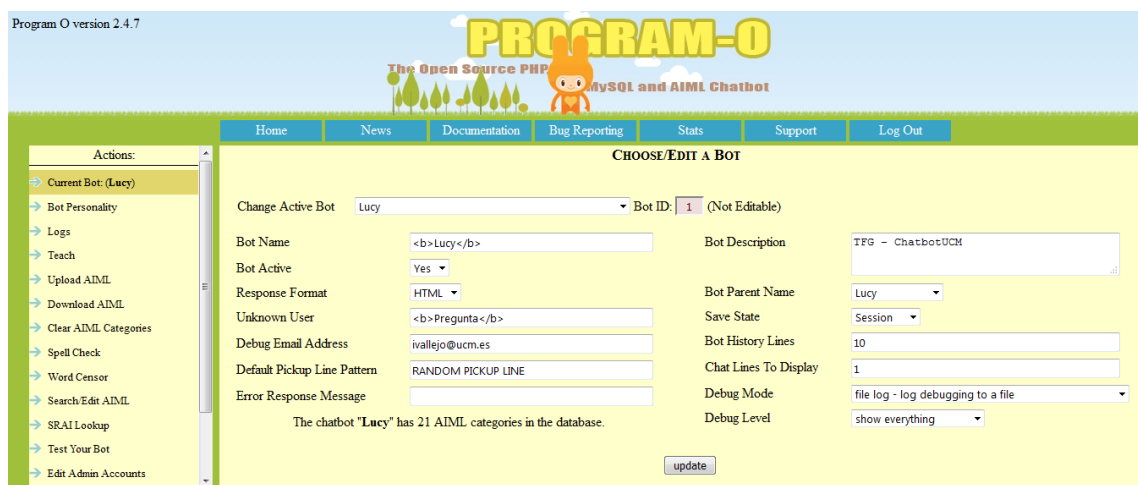 Program O version 2.4.7
PROGRAM-O
The Open Source PHP
MySQL and AIML Chatbot
Home News Documentation Bug Reporting Stats Support Log Out
Actions:
Current Bot: (Lucy)
Bot Personality
Logs
Teach
Upload AIML
Download AIML
Clear AIML Categories
Spell Check
Word Censor
Search/Edit AIML
SRAI Lookup
Test Your Bot
Edit Admin Accounts
CHOOSE/EDIT A BOT
Change Active Bot Lucy Bot ID: 1 (Not Editable)
Bot Name <b>Lucy</b>
Bot Active Yes
Response Format HTML
Unknown User <b>Pregunta</b>
Debug Email Address ivallejo@ucm.es
Default Pickup Line Pattern RANDOM PICKUP LINE
Error Response Message
The chatbot "Lucy" has 21 AIML categories in the database.
Bot Description TFG - ChatbotUCM
Bot Parent Name Lucy
Save State Session
Bot History Lines 10
Chat Lines To Display 1
Debug Mode file log - log debugging to a file
Debug Level show everything
update